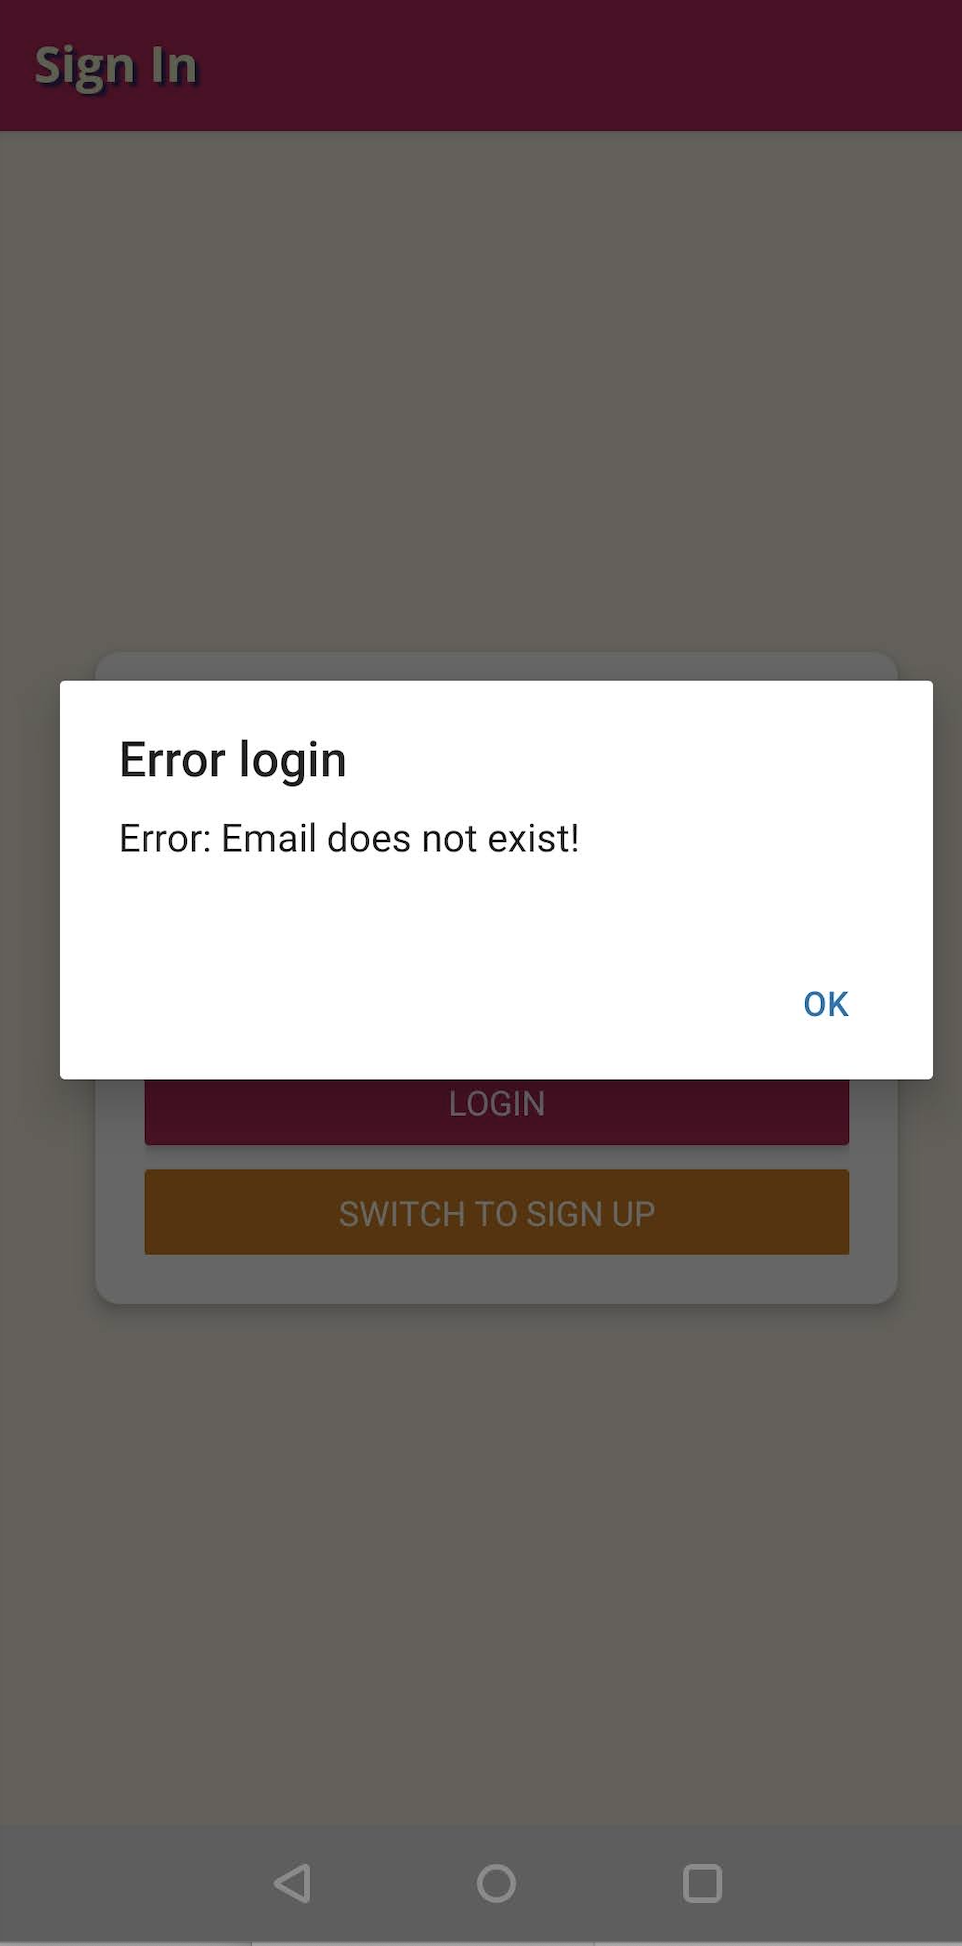 Sign In
Error login
Error: Email does not exist!
OK
LOGIN
SWITCH TO SIGN UP